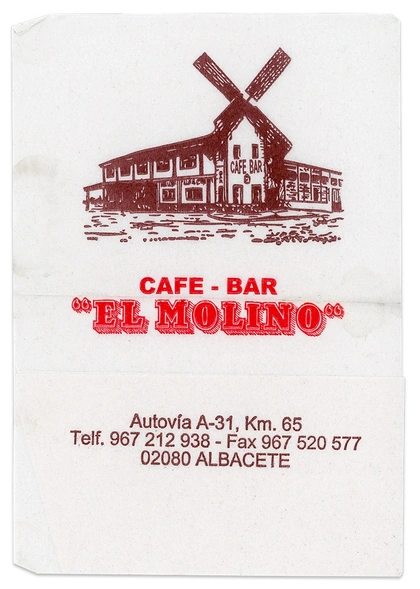 CAFE BAR
CAFE - BAR
“EL MOLINO“
Autovía A-31, Km. 65
Telf. 967 212 938 - Fax 967 520 577
02080 ALBACETE